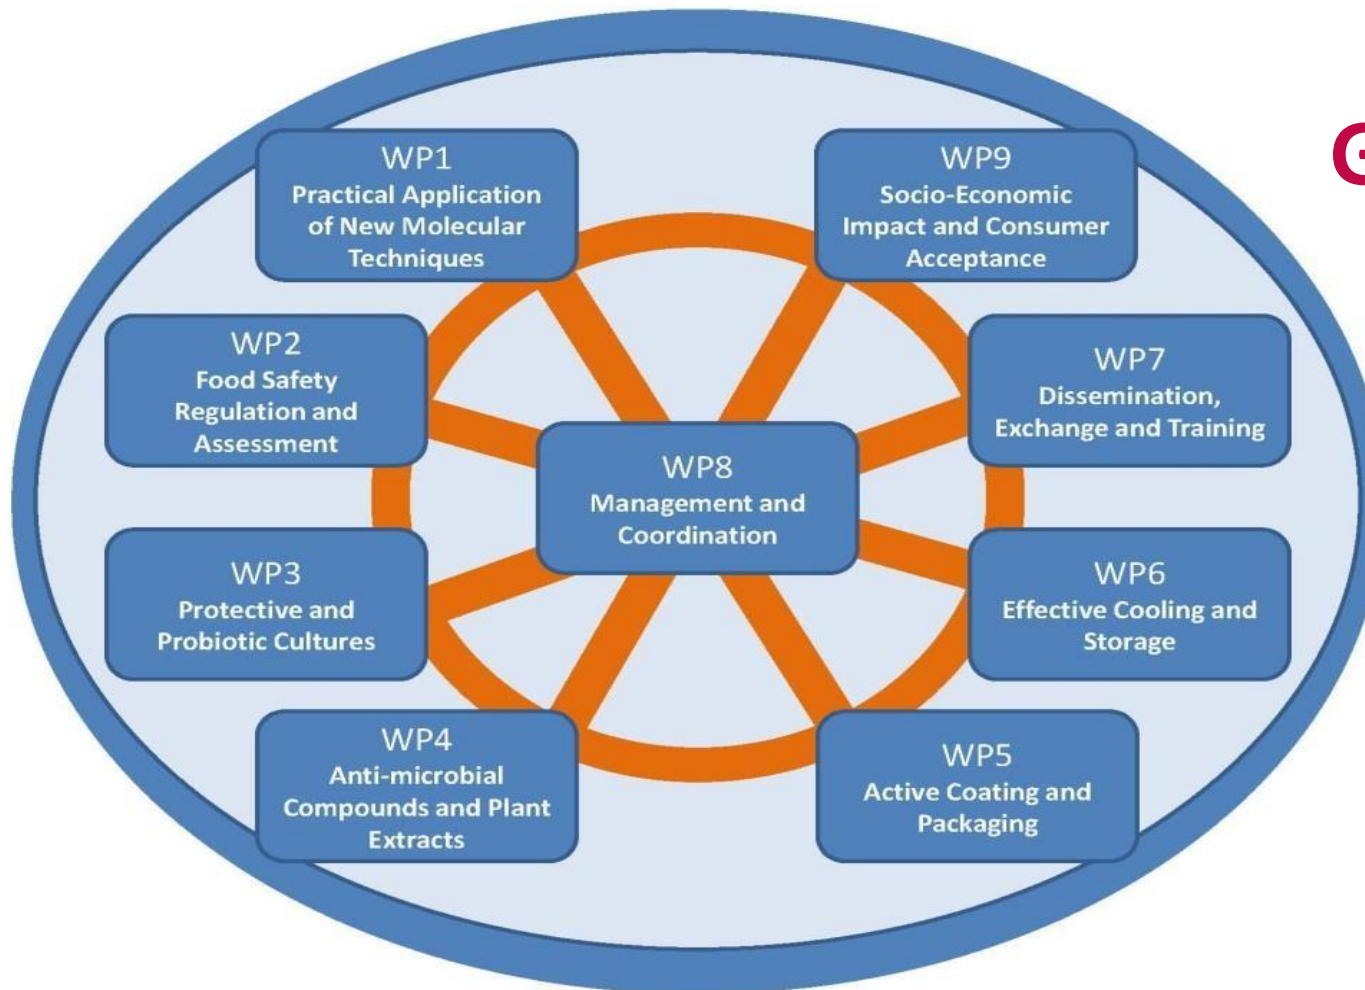 WP1
Practical Application
of New Molecular
Techniques
WP9
Socio-Economic
Impact and Consumer
Acceptance
G
WP2
Food Safety
Regulation and
Assessment
WP7
Dissemination,
Exchange and Training
WP8
Management and
Coordination
WP3
Protective and
Probiotic Cultures
WP6
Effective Cooling and
Storage
WP4
Anti-microbial
Compounds and Plant
Extracts
WP5
Active Coating and
Packaging